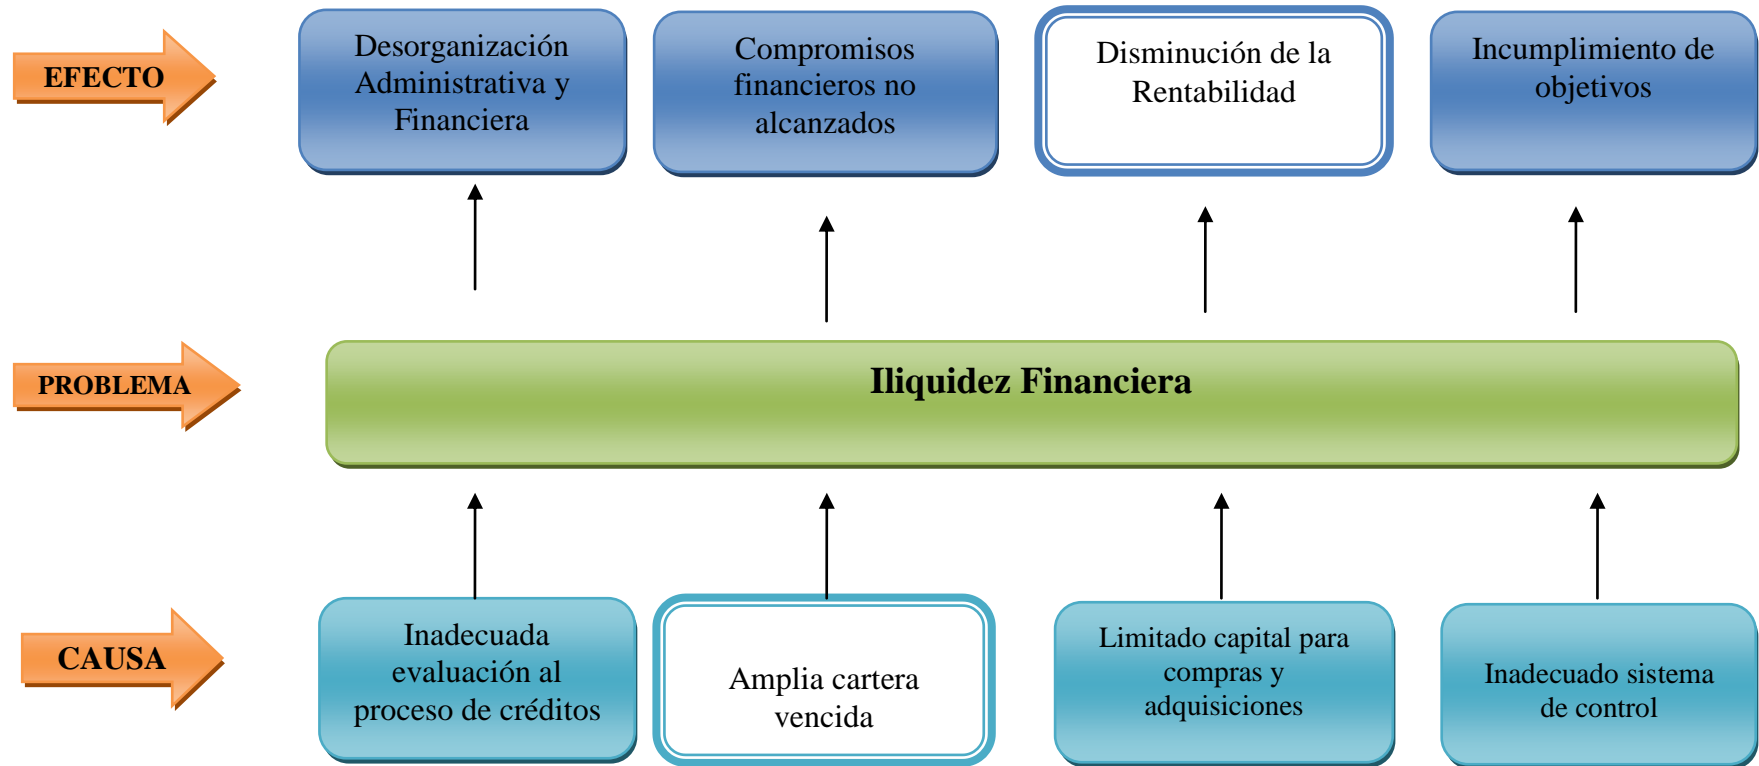 EFECTO
Desorganización
Administrativa y
Financiera
Compromisos
financieros no
alcanzados
Disminución de la
Rentabilidad
Incumplimiento de
objetivos
PROBLEMA
Iliquidez Financiera
CAUSA
Inadecuada
evaluación al
proceso de créditos
Amplia cartera
vencida
Limitado capital para
compras y
adquisiciones
Inadecuado sistema
de control